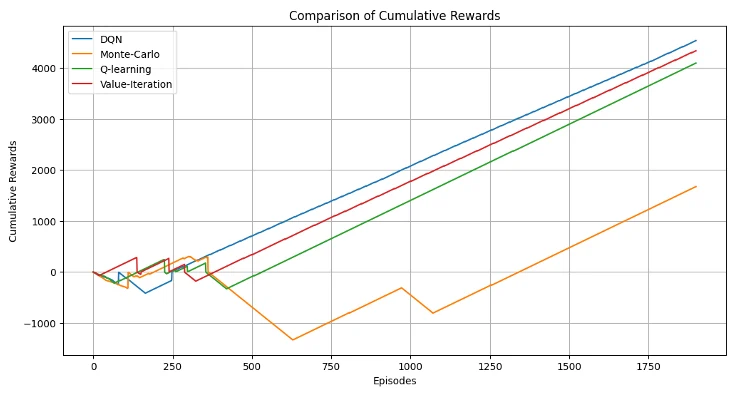 Comparison of Cumulative Rewards
DQN
Monte-Carlo
Q-learning
Value-Iteration
Cumulative Rewards
4000
3000
2000
1000
0
−1000
0
250
500
750
1000
1250
1500
1750
Episodes